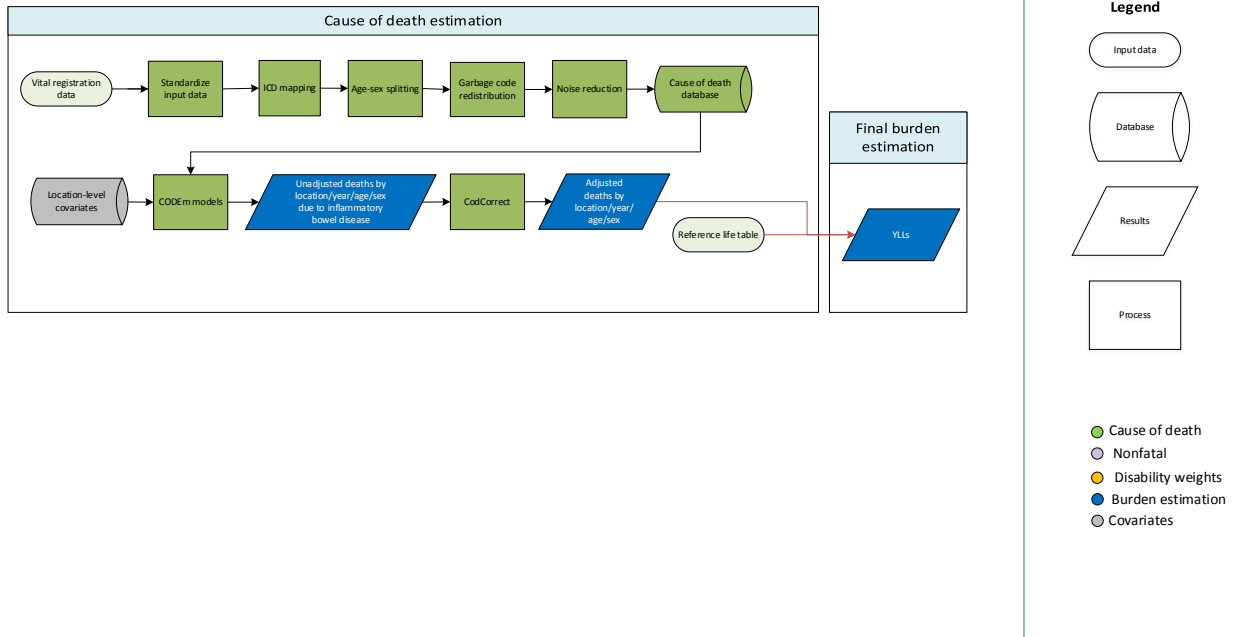 Cause of death estimation
Vital registration
data
Standardize
input data
ICD mapping
Age-sex splitting
Garbage code
redistribution
Noise reduction
Cause of death
database
Location-level
covariates
CODEm models
Unadjusted deaths by
location/year/age/sex
due to inflammatory
bowel disease
CodCorrect
Adjusted
deaths by
location/year/
age/sex
Reference life table
Final burden
estimation
YLLs
Legend
Input data
Database
Results
Process
Cause of death
Nonfatal
Disability weights
Burden estimation
Covariates